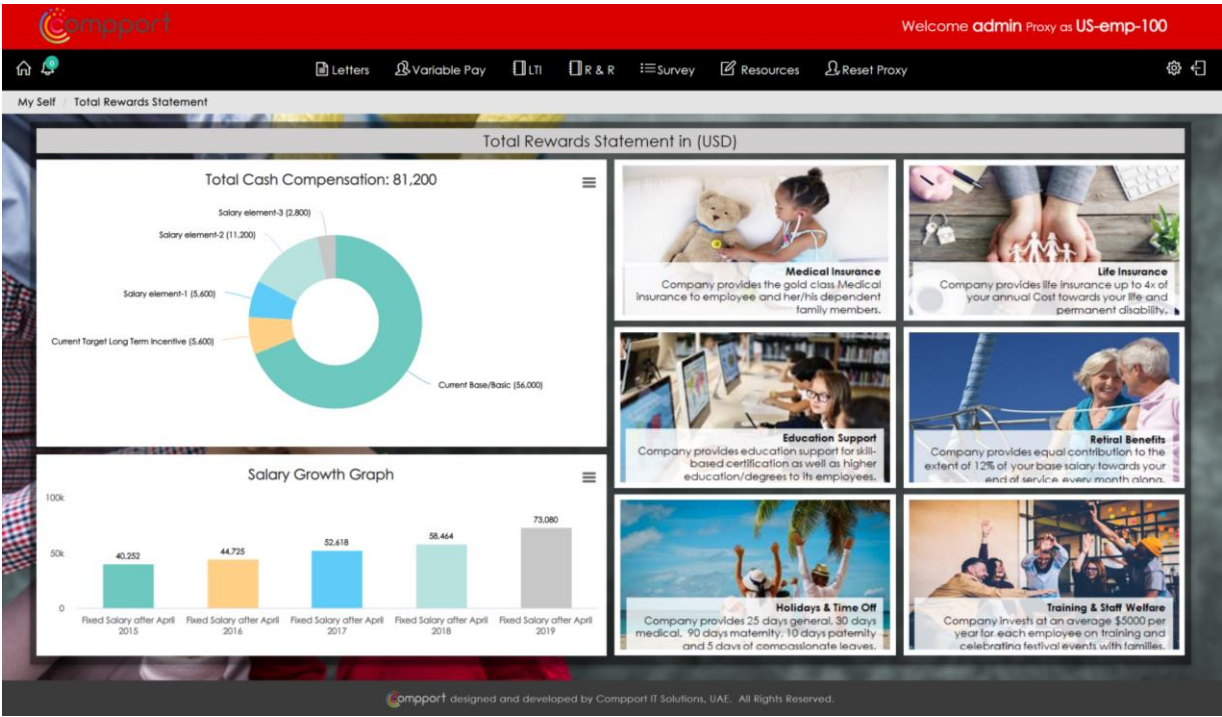 Compport
Welcome admin Proxy as US-emp-100
0
Letters
Variable Pay
LTI
R & R
Survey
Resources
Reset Proxy
My Self / Total Rewards Statement
Total Rewards Statement in (USD)
Total Cash Compensation: 81,200
Salary element-3 (2,800)
Salary element-2 (11,200)
Salary element-1 (5,600)
Current Target Long Term Incentive (5,600)
Current Base/Basic (56,000)
Salary Growth Graph
100k
50k
0
40,252
44,725
52,618
58,464
73,080
Fixed Salary after April
2015
Fixed Salary after April
2016
Fixed Salary after April
2017
Fixed Salary after April
2018
Fixed Salary after April
2019
Medical Insurance
Company provides the gold class Medical
insurance to employee and her/his dependent
family members.
Life Insurance
Company provides life insurance up to 4x of
your annual Cost towards your life and
permanent disability.
Education Support
Company provides education support for skill-
based certification as well as higher
education/degrees to its employees.
Retiral Benefits
Company provides equal contribution to the
extent of 12% of your base salary towards your
end of service every month along.
Holidays & Time Off
Company provides 25 days general, 30 days
medical, 90 days maternity, 10 days paternity
and 5 days of compassionate leaves.
Training & Staff Welfare
Company invests at an average $5000 per
year for each employee on training and
celebrating festival events with families.
Compport designed and developed by Compport IT Solutions, UAE. All Rights Reserved.